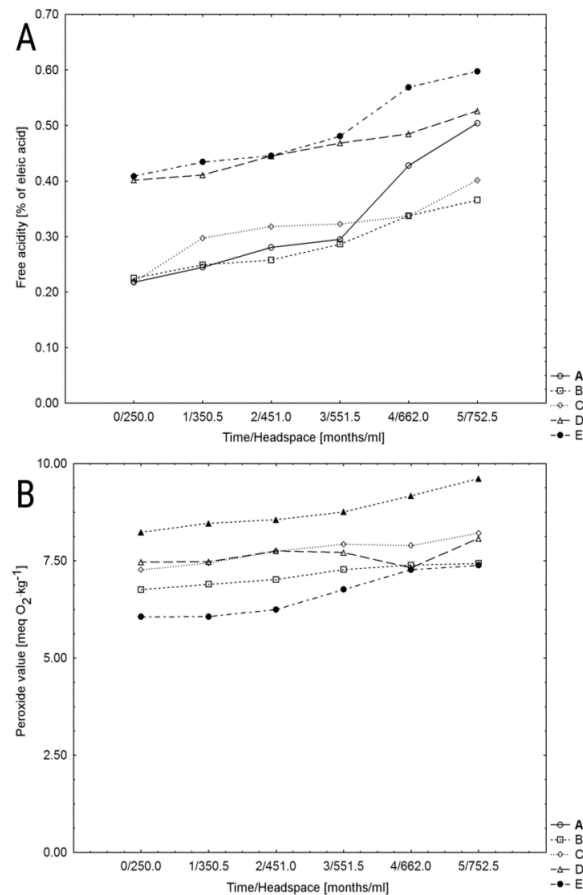 A
0.70
0.60
0.50
0.40
0.30
0.20
0.10
0.00
Free acidity [% of eleic acid]
0/250.0 1/350.5 2/451.0 3/551.5 4/662.0 5/752.5
Time/Headspace [months/ml]
A
B
C
D
E
B
10.00
7.50
5.00
2.50
0.00
Peroxide value [meq O₂·kg⁻¹]
0/250.0 1/350.5 2/451.0 3/551.5 4/662.0 5/752.5
Time/Headspace [months/ml]
A
B
C
D
E